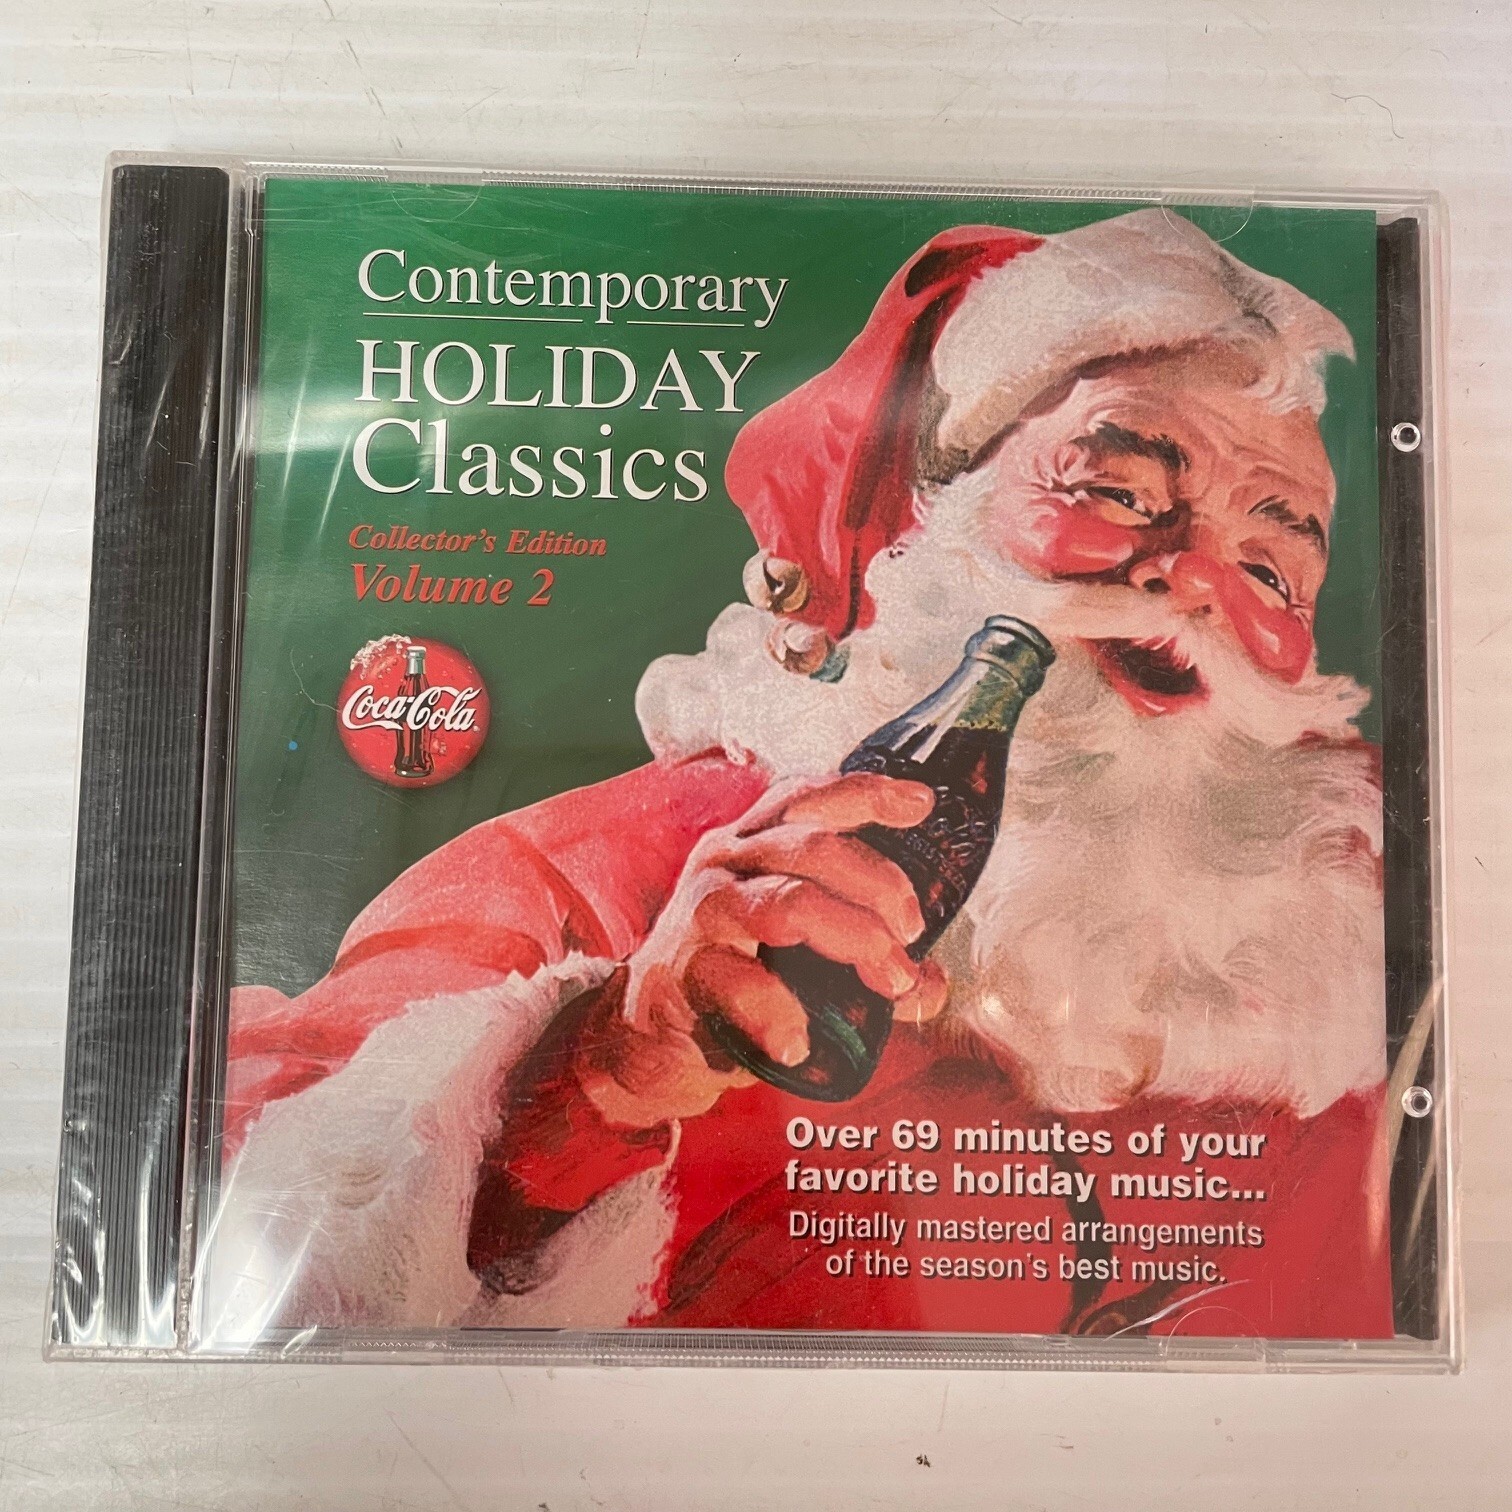 Contemporary
HOLIDAY
Classics
Collector's Edition
Volume 2
Coca-Cola
Over 69 minutes of your
favorite holiday music...
Digitally mastered arrangements
of the season's best music.